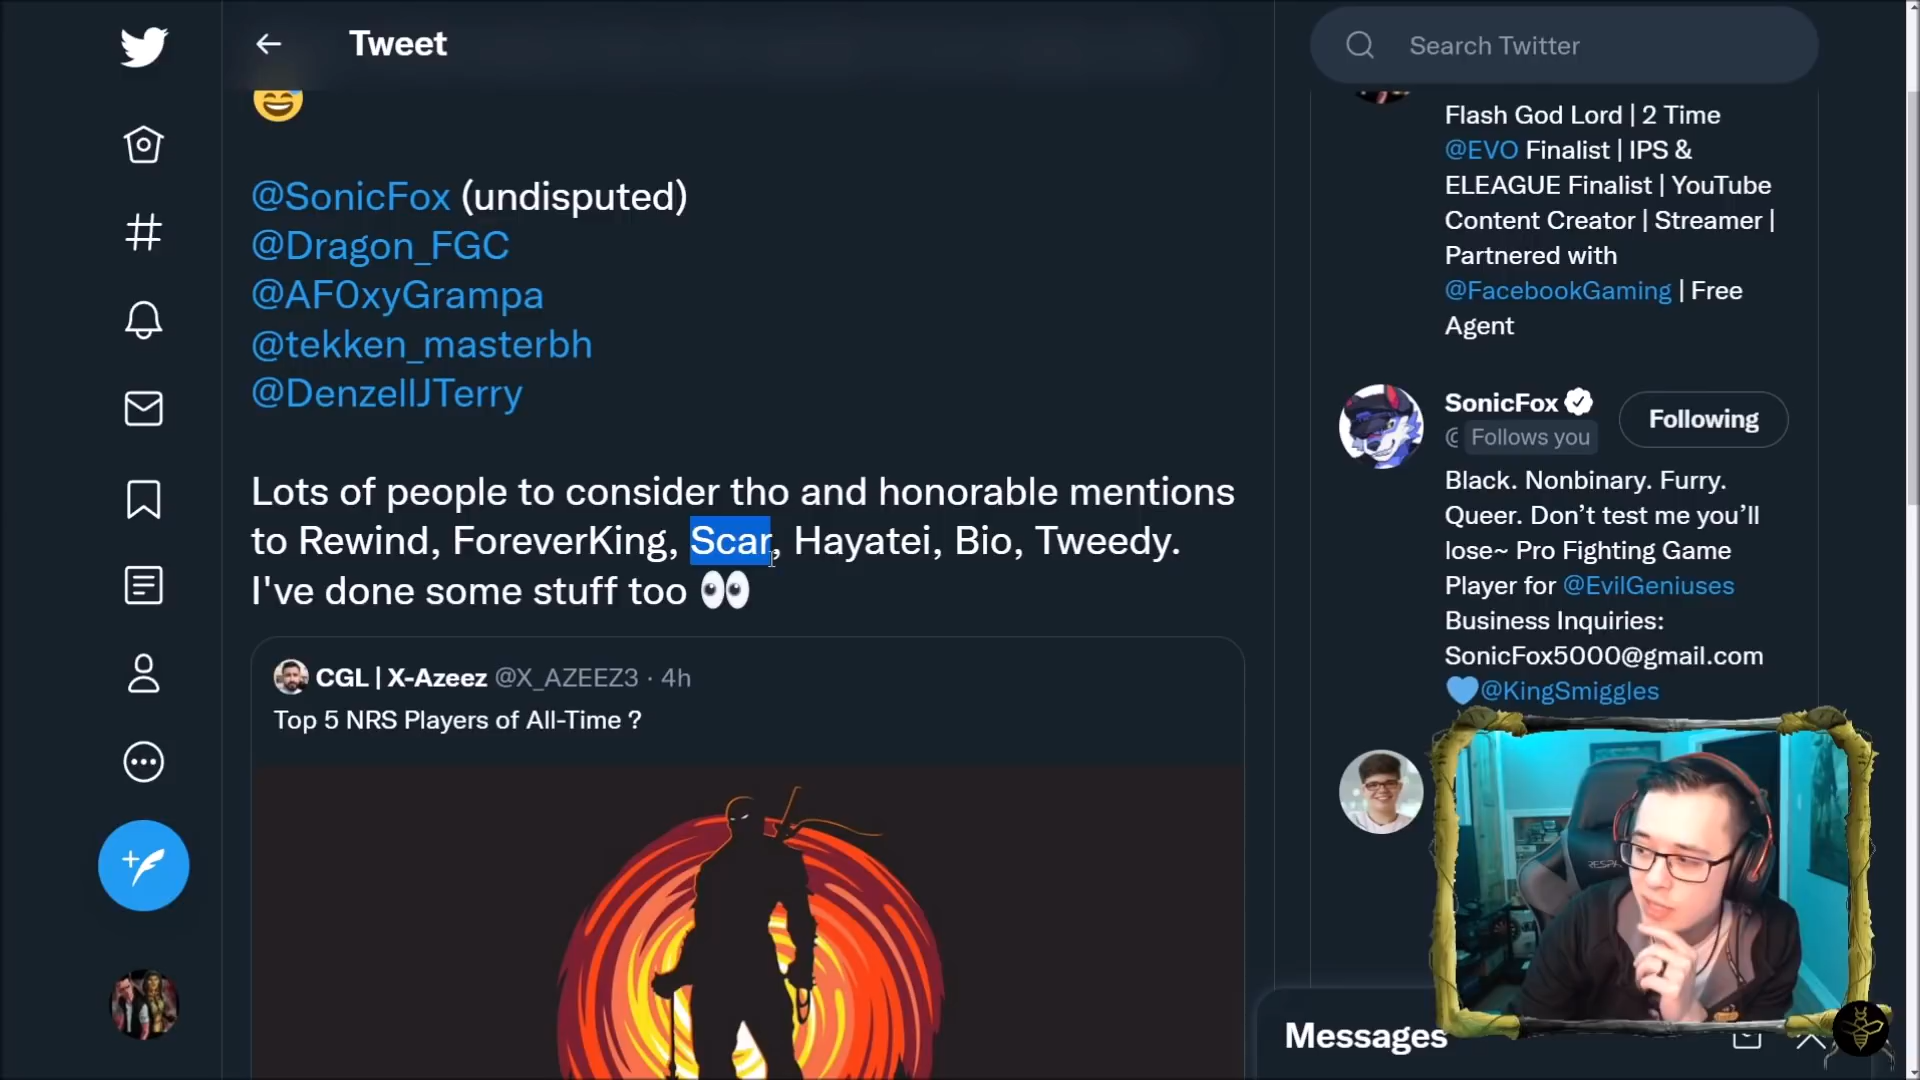 Tweet
@SonicFox (undisputed)
@Dragon_FGC
@AF0xyGrampa
@tekken_masterbh
@DenzellJTerry
Lots of people to consider tho and honorable mentions
to Rewind, ForeverKing, Scar, Hayatei, Bio, Tweedy.
I've done some stuff too 👀
CGL | X-Azeez @X_AZEEZ3 · 4h
Top 5 NRS Players of All-Time ?
Search Twitter
Flash God Lord | 2 Time
@EVO Finalist | IPS &
ELEAGUE Finalist | YouTube
Content Creator | Streamer |
Partnered with
@FacebookGaming | Free
Agent
SonicFox
Following
Follows you
Black. Nonbinary. Furry.
Queer. Don’t test me you’ll
lose~ Pro Fighting Game
Player for @EvilGeniuses
Business Inquiries:
SonicFox5000@gmail.com
💙@KingSmiggles
Messages